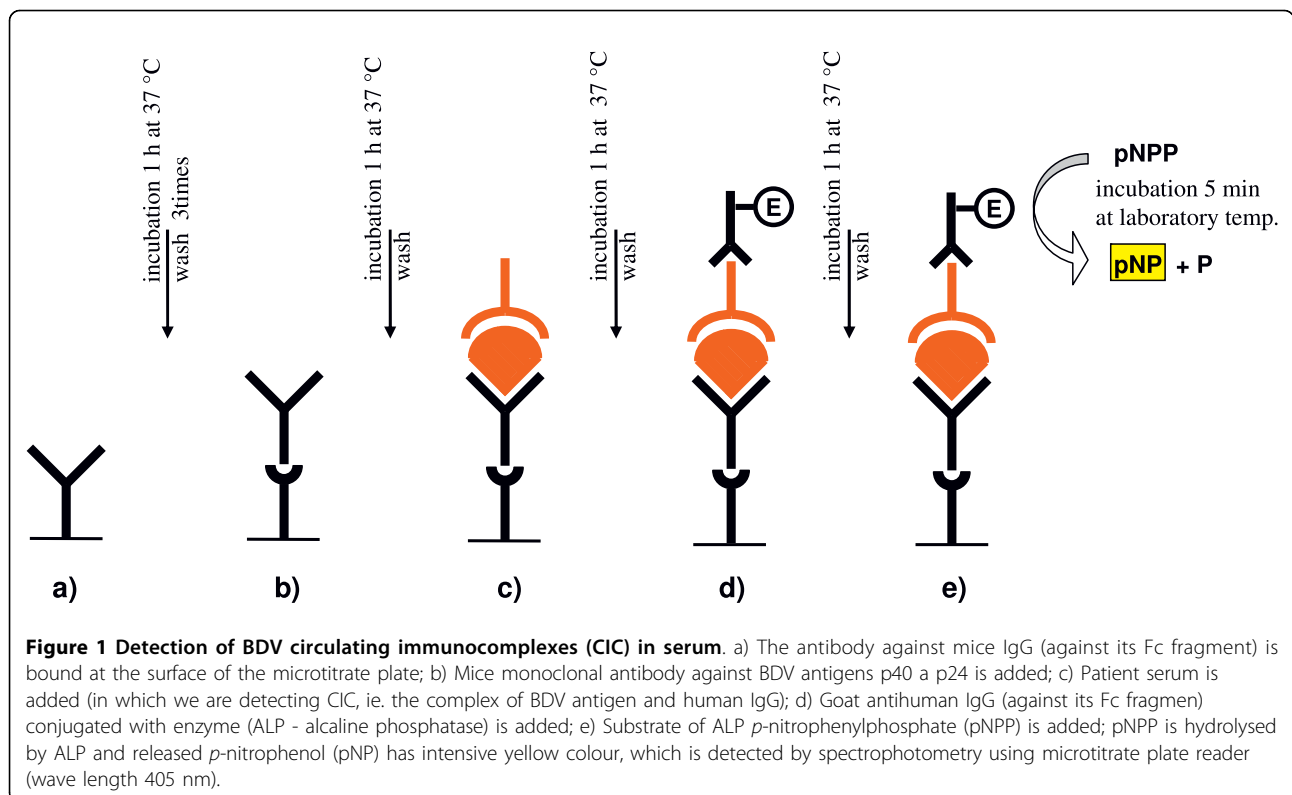 incubation 1 h at 37 °C
wash 3times
incubation 1 h at 37 °C
wash
incubation 1 h at 37 °C
wash
incubation 1 h at 37 °C
wash
E
E
pNPP
incubation 5 min
at laboratory temp.
pNP + P
a)
b)
c)
d)
e)
Figure 1 Detection of BDV circulating immunocomplexes (CIC) in serum. a) The antibody against mice IgG (against its Fc fragment) is
bound at the surface of the microtitrate plate; b) Mice monoclonal antibody against BDV antigens p40 a p24 is added; c) Patient serum is
added (in which we are detecting CIC, ie. the complex of BDV antigen and human IgG); d) Goat antihuman IgG (against its Fc fragmen)
conjugated with enzyme (ALP - alcaline phosphatase) is added; e) Substrate of ALP p-nitrophenylphosphate (pNPP) is added; pNPP is hydrolysed
by ALP and released p-nitrophenol (pNP) has intensive yellow colour, which is detected by spectrophotometry using microtitrate plate reader
(wave length 405 nm).